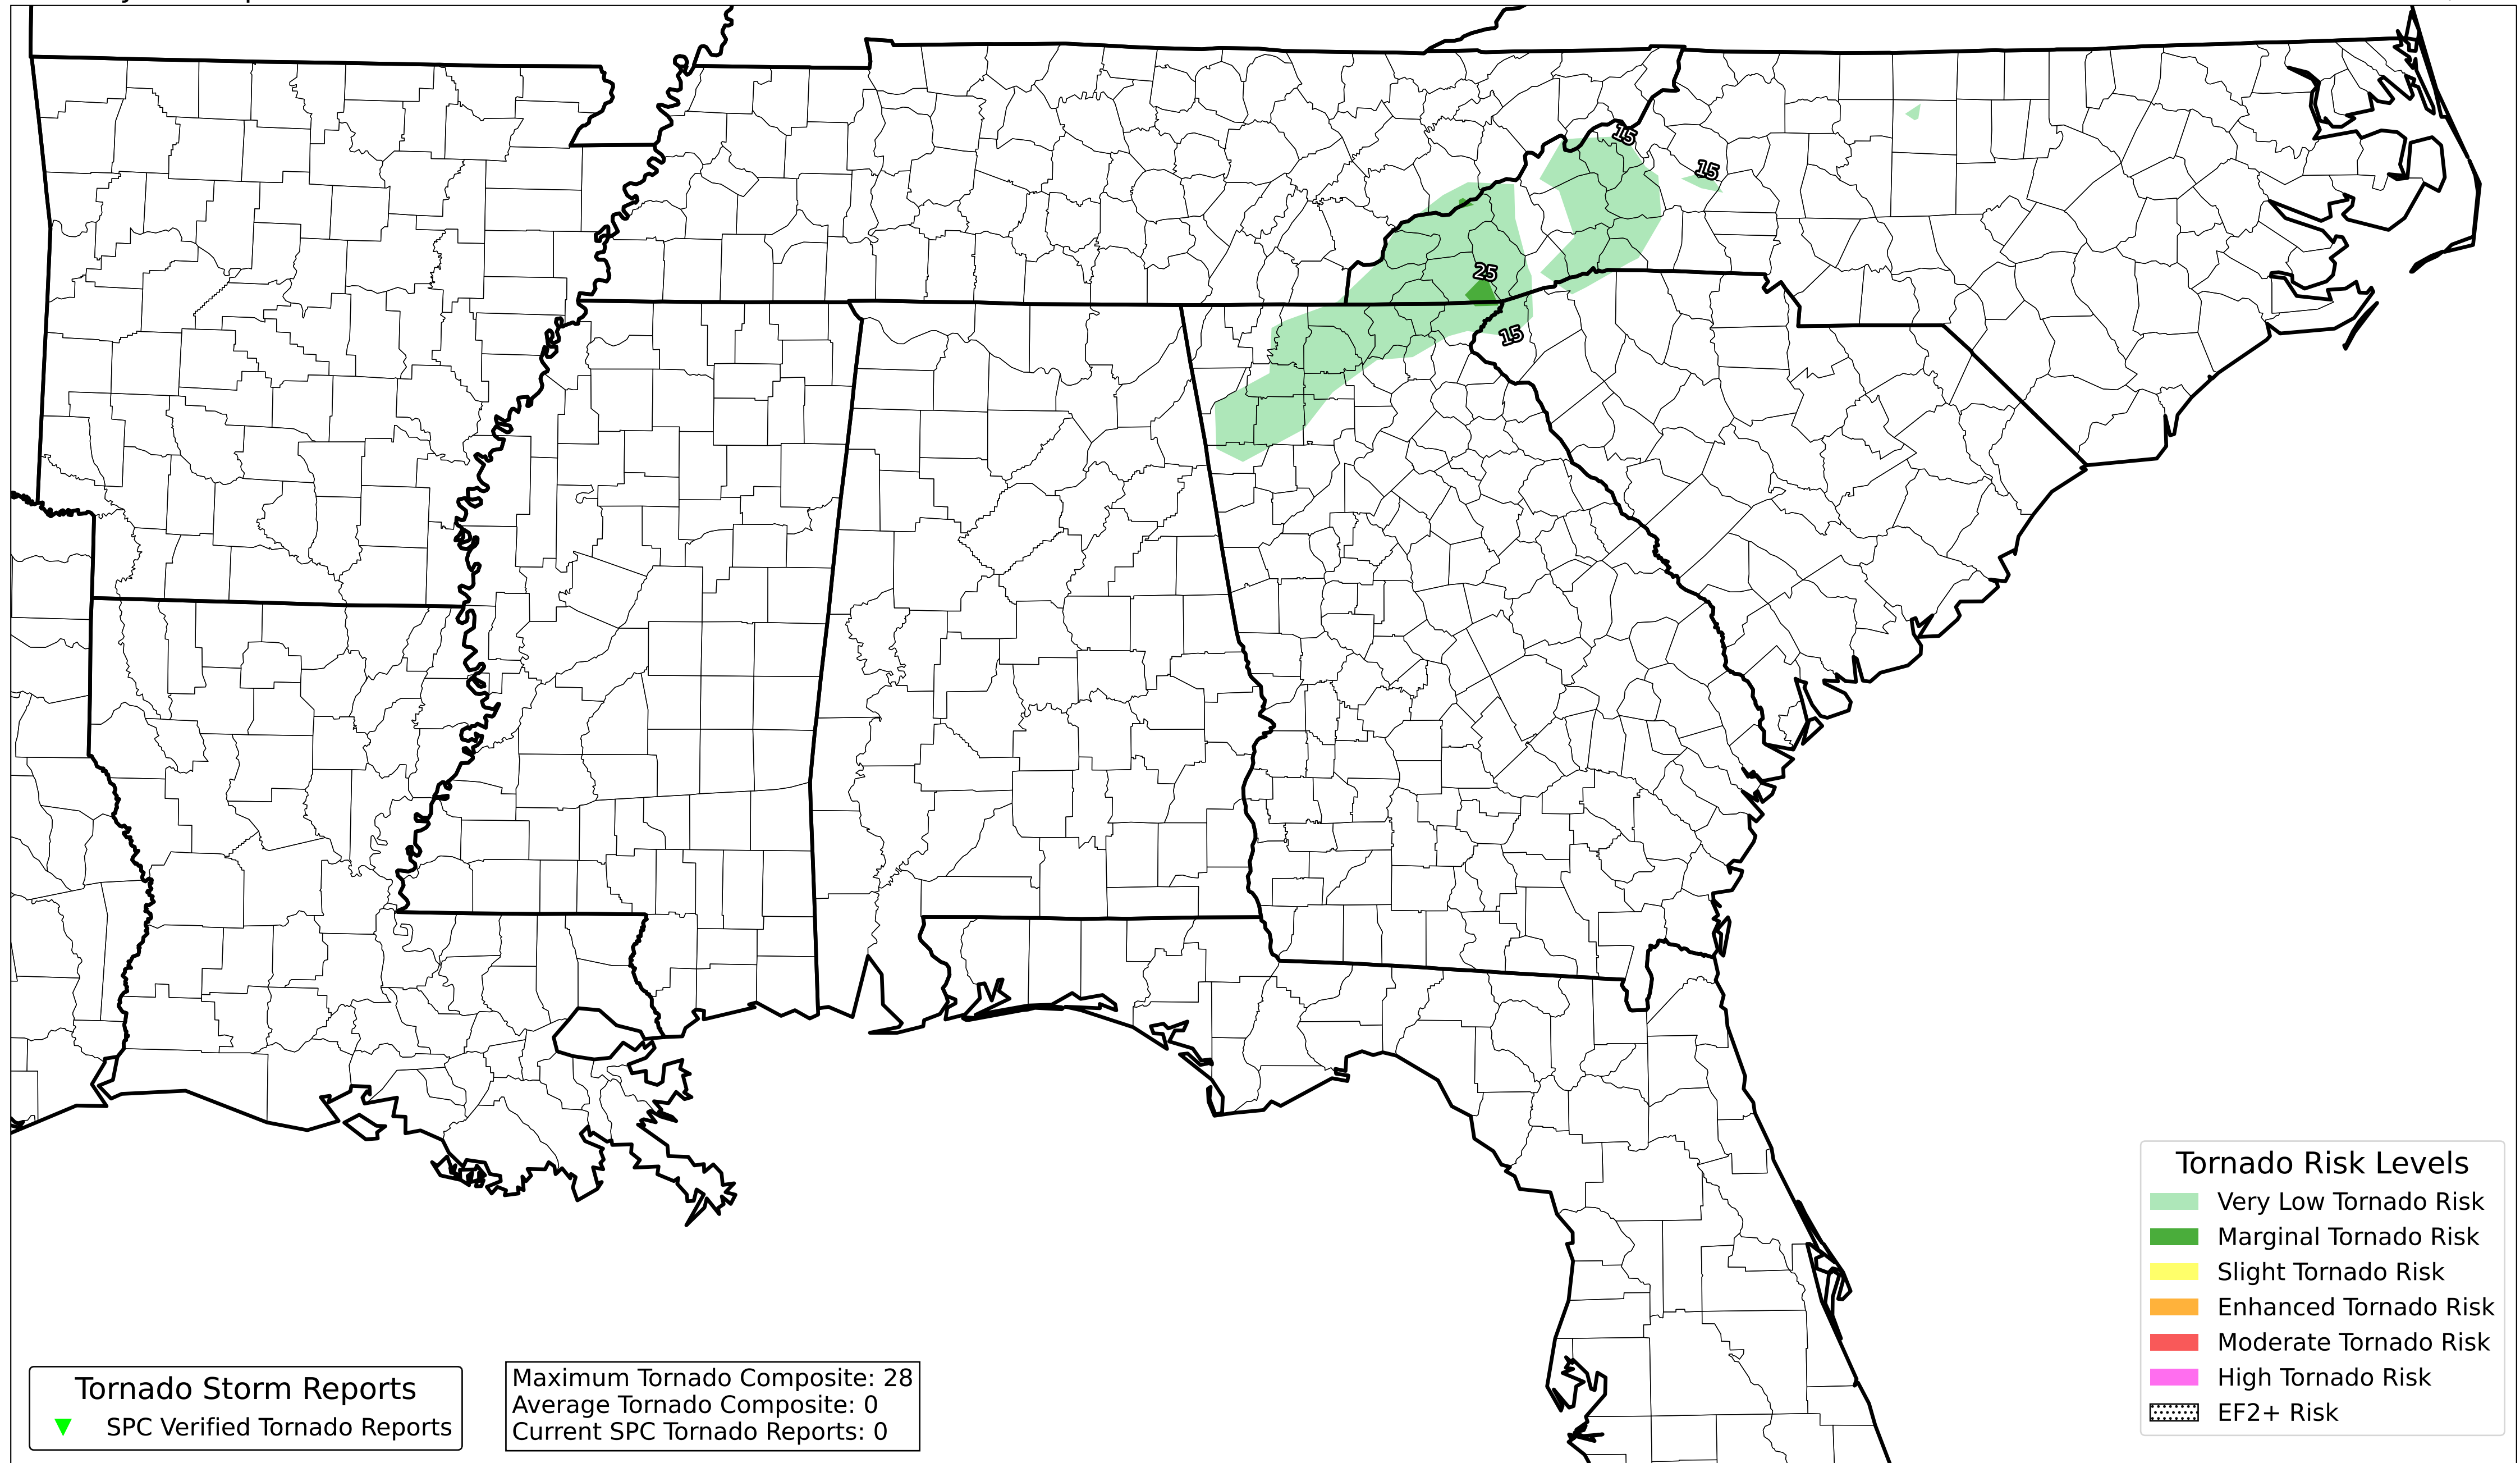 15
15
25
15
Tornado Risk Levels
Very Low Tornado Risk
Marginal Tornado Risk
Slight Tornado Risk
Enhanced Tornado Risk
Moderate Tornado Risk
High Tornado Risk
EF2+ Risk
Tornado Storm Reports
SPC Verified Tornado Reports
Maximum Tornado Composite: 28
Average Tornado Composite: 0
Current SPC Tornado Reports: 0